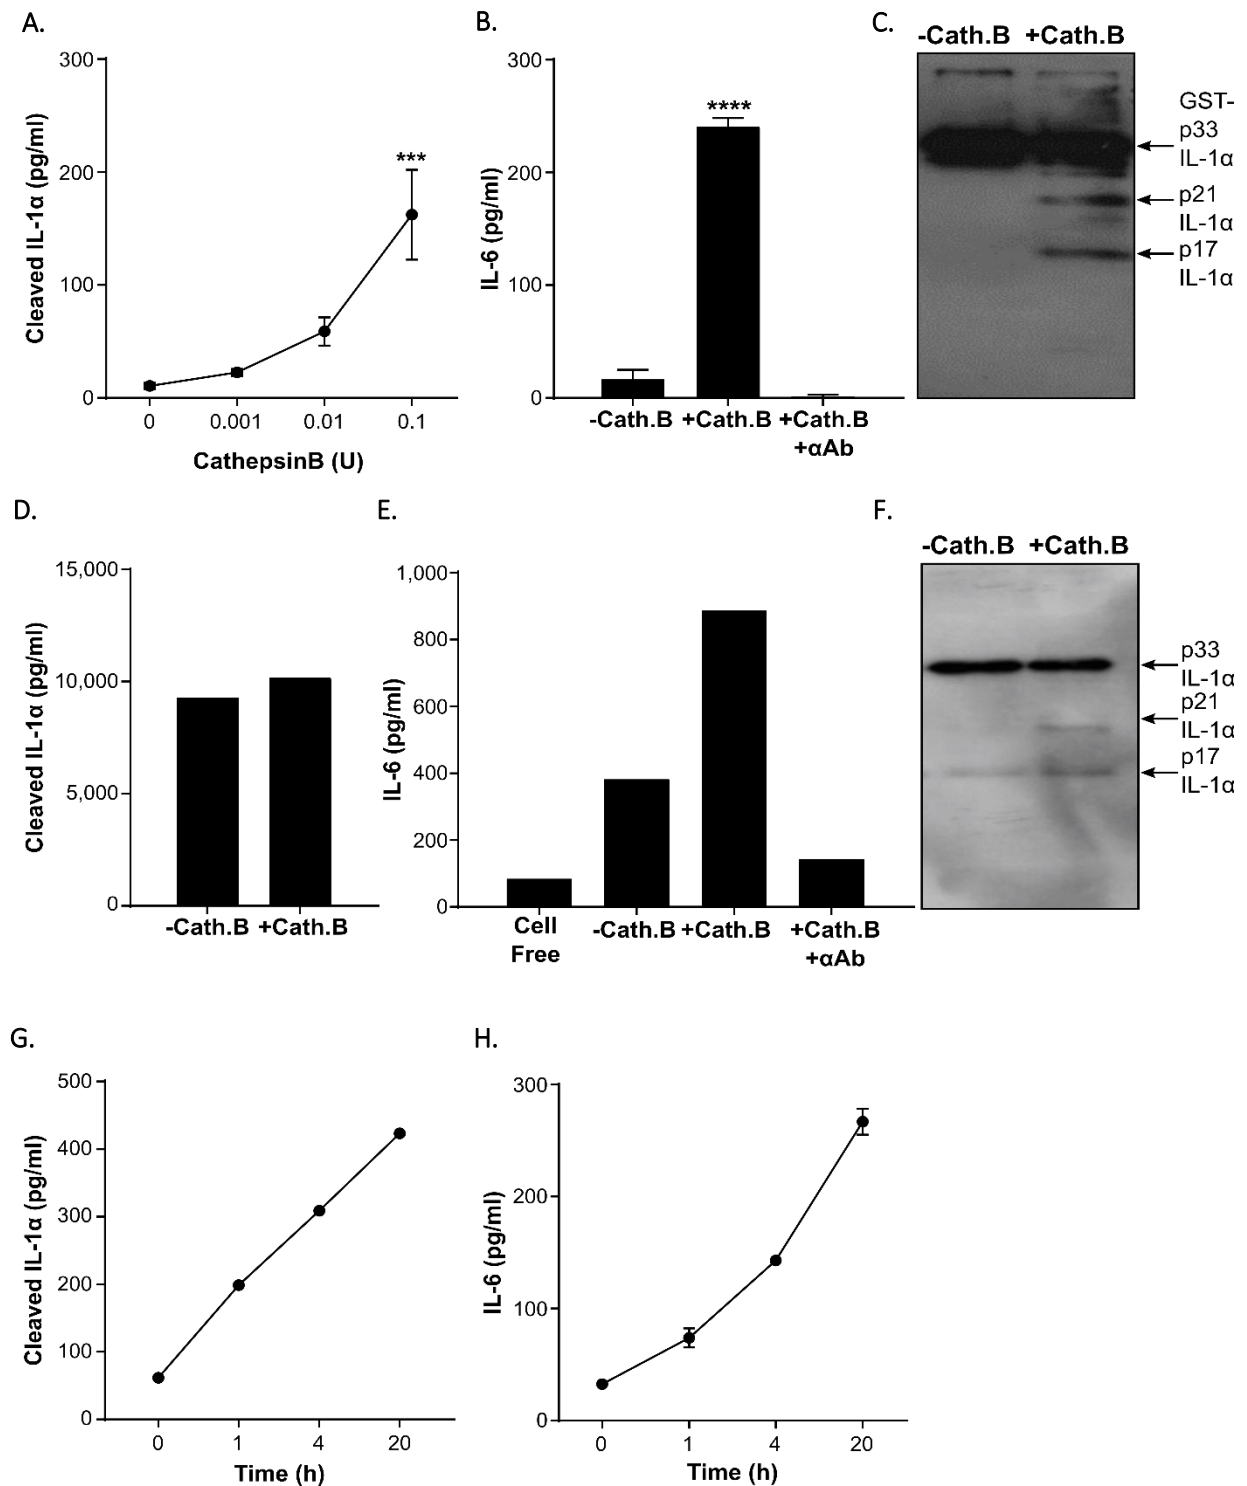 A.
300
200
100
0
Cleaved IL-1α (pg/ml)
***
0 0.001 0.01 0.1
CathepsinB (U)
B.
300
200
100
0
IL-6 (pg/ml)
****
-Cath.B +Cath.B +Cath.B
+αAb
C.
-Cath.B +Cath.B
GST-
p33
IL-1α
p21
IL-1α
p17
IL-1α
D.
15,000
10,000
5,000
0
Cleaved IL-1α (pg/ml)
-Cath.B +Cath.B
E.
1,000
800
600
400
200
0
IL-6 (pg/ml)
Cell -Cath.B +Cath.B +Cath.B
Free +αAb
F.
-Cath.B +Cath.B
p33
IL-1α
p21
IL-1α
p17
IL-1α
G.
500
400
300
200
100
0
Cleaved IL-1α (pg/ml)
0 1 4 20
Time (h)
H.
300
200
100
0
IL-6 (pg/ml)
0 1 4 20
Time (h)